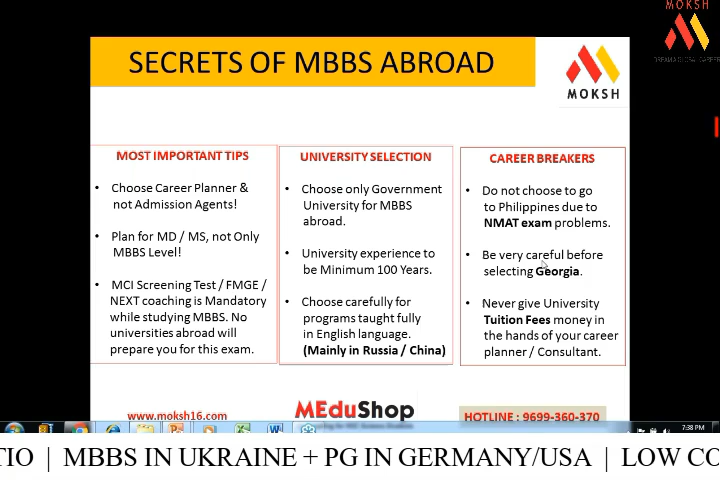 MOKSH
SECRETS OF MBBS ABROAD
MOKSH
MOST IMPORTANT TIPS
• Choose Career Planner &
not Admission Agents!
• Plan for MD / MS, not Only
MBBS Level!
• MCI Screening Test / FMGE /
NEXT coaching is Mandatory
while studying MBBS. No
universities abroad will
prepare you for this exam.
UNIVERSITY SELECTION
• Choose only Government
University for MBBS
abroad.
• University experience to
be Minimum 100 Years.
• Choose carefully for
programs taught fully
in English language.
(Mainly in Russia / China)
CAREER BREAKERS
• Do not choose to go
to Philippines due to
NMAT exam problems.
• Be very careful before
selecting Georgia.
• Never give University
Tuition Fees money in
the hands of your career
planner / Consultant.
www.moksh16.com
MEduShop
HOTLINE : 9699-360-370
7:38 PM
TIO | MBBS IN UKRAINE + PG IN GERMANY/USA | LOW CO